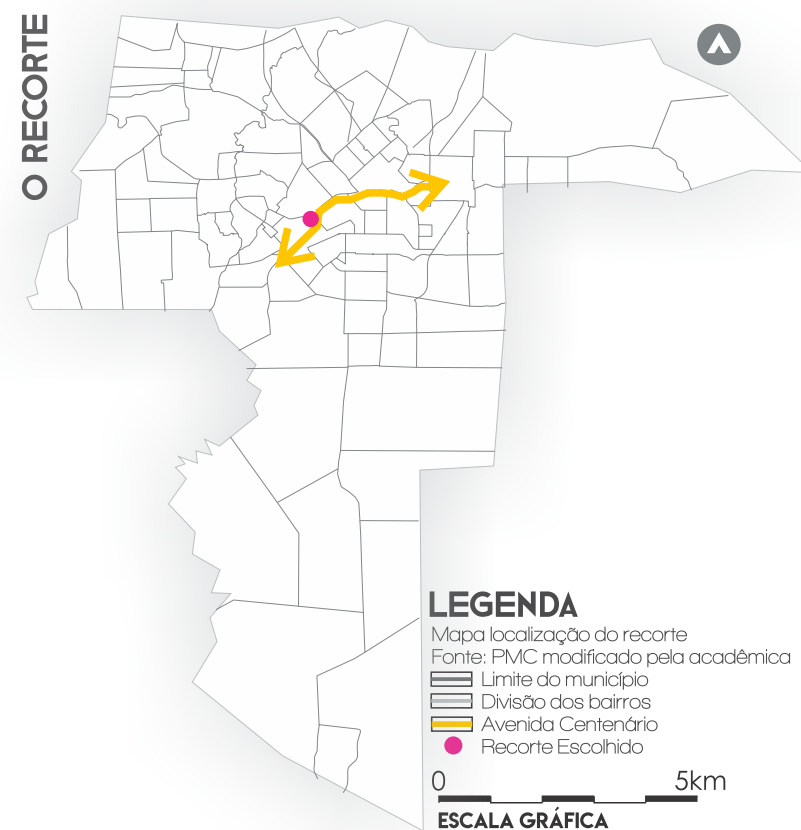 O RECORTE
LEGENDA
Mapa localização do recorte
Fonte: PMC modificado pela acadêmica
Limite do município
Divisão dos bairros
Avenida Centenário
Recorte Escolhido
0 5km
ESCALA GRÁFICA